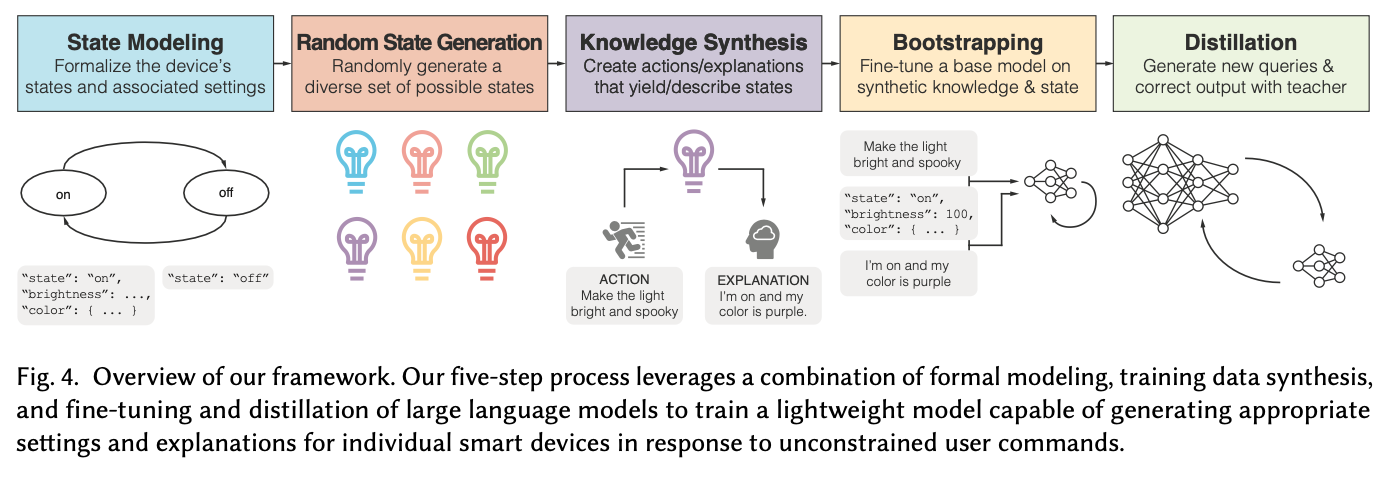 State Modeling
Formalize the device’s
states and associated settings
Random State Generation
Randomly generate a
diverse set of possible states
Knowledge Synthesis
Create actions/explanations
that yield/describe states
Bootstrapping
Fine-tune a base model on
synthetic knowledge & state
Distillation
Generate new queries &
correct output with teacher
on
off
“state”: “on”,
“brightness”: ...,
“color”: { ... }
“state”: “off”
ACTION
Make the light
bright and spooky
EXPLANATION
I’m on and my
color is purple.
Make the light
bright and spooky
“state”: “on”,
“brightness”: 100,
“color”: { ... }
I’m on and my
color is purple
Fig. 4. Overview of our framework. Our five-step process leverages a combination of formal modeling, training data synthesis,
and fine-tuning and distillation of large language models to train a lightweight model capable of generating appropriate
settings and explanations for individual smart devices in response to unconstrained user commands.